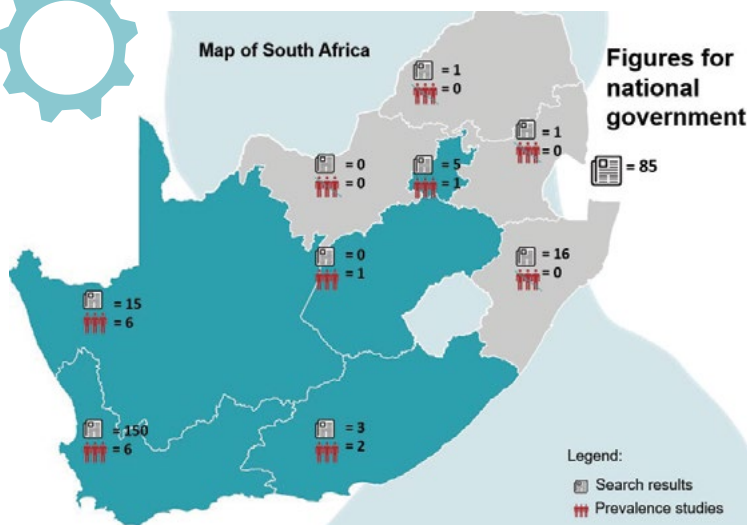 Map of South Africa
Figures for
national
government
= 85
= 1
= 0
= 1
= 0
= 0
= 0
= 5
= 1
= 0
= 1
= 16
= 0
= 15
= 6
= 150
= 6
= 3
= 2
Legend:
Search results
Prevalence studies